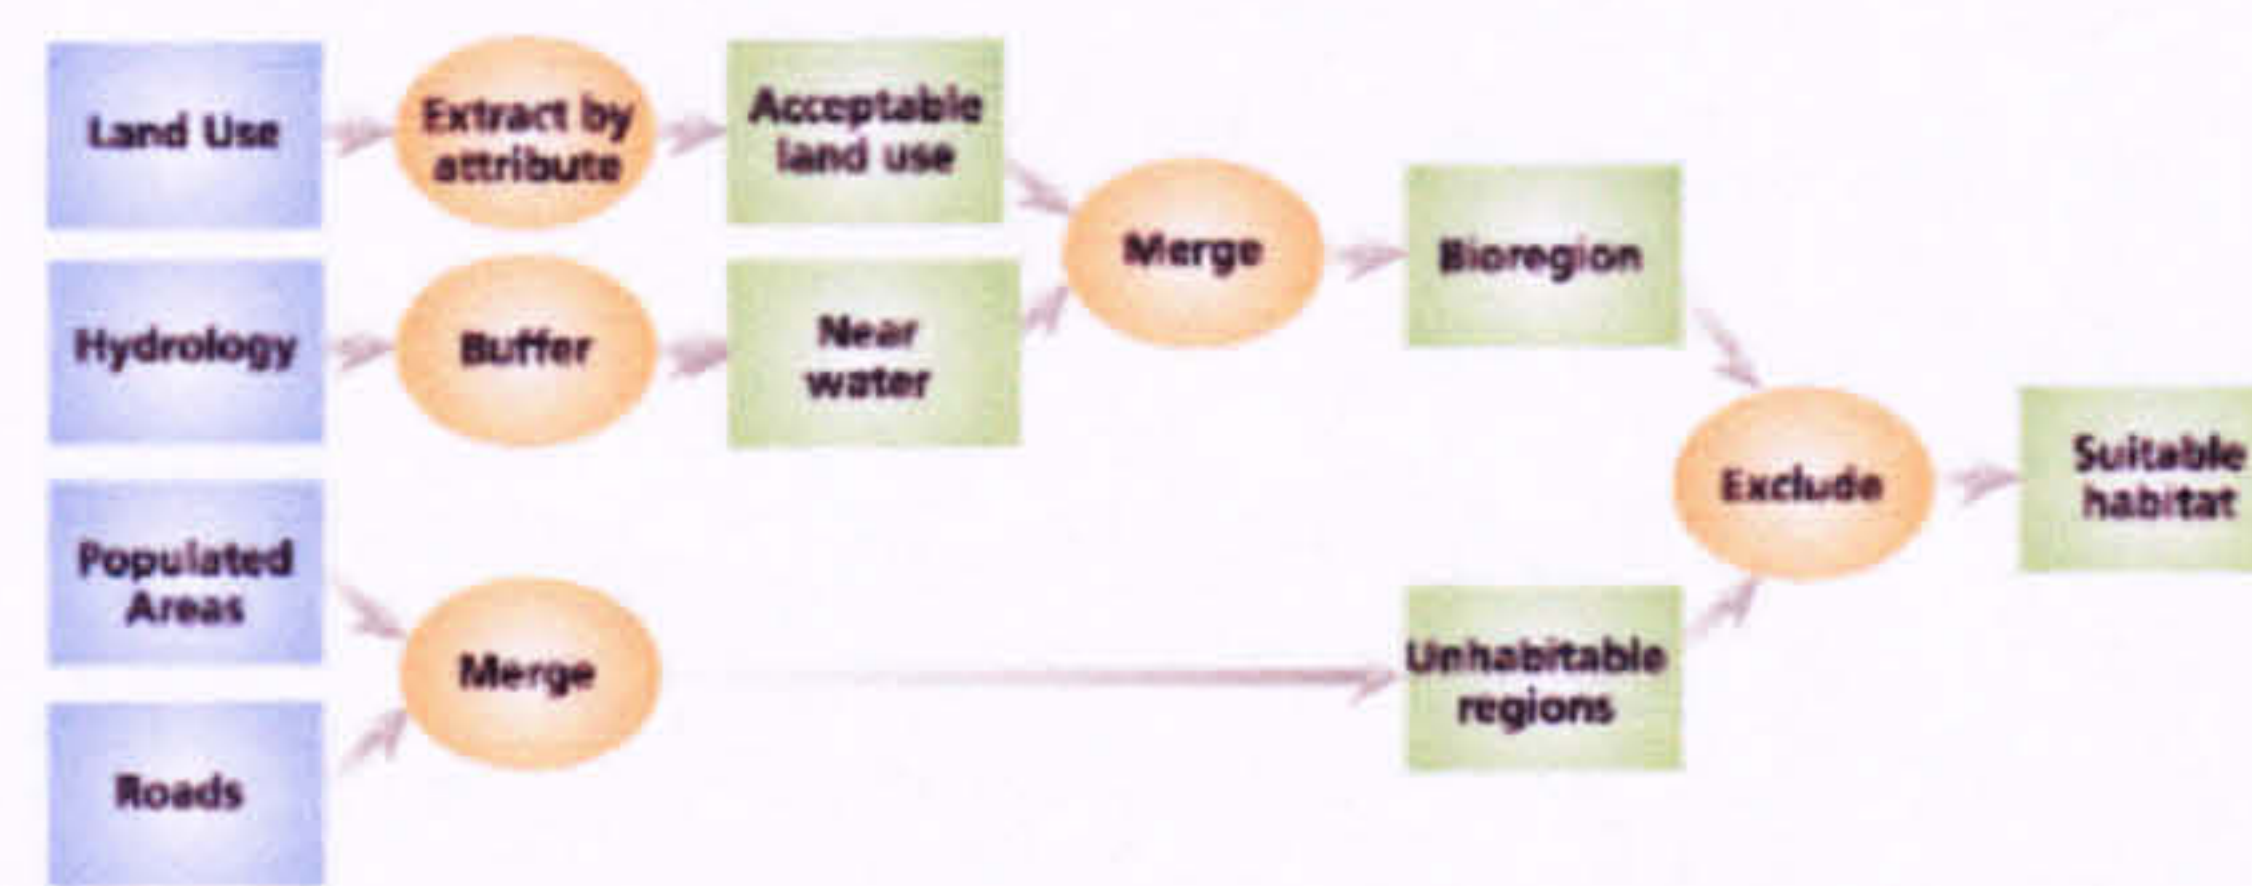 Land Use
Extract by
attribute
Acceptable
land use
Merge
Bioregion
Hydrology
Buffer
Near
water
Exclude
Suitable
habitat
Populated
Areas
Merge
Unhabitable
regions
Roads